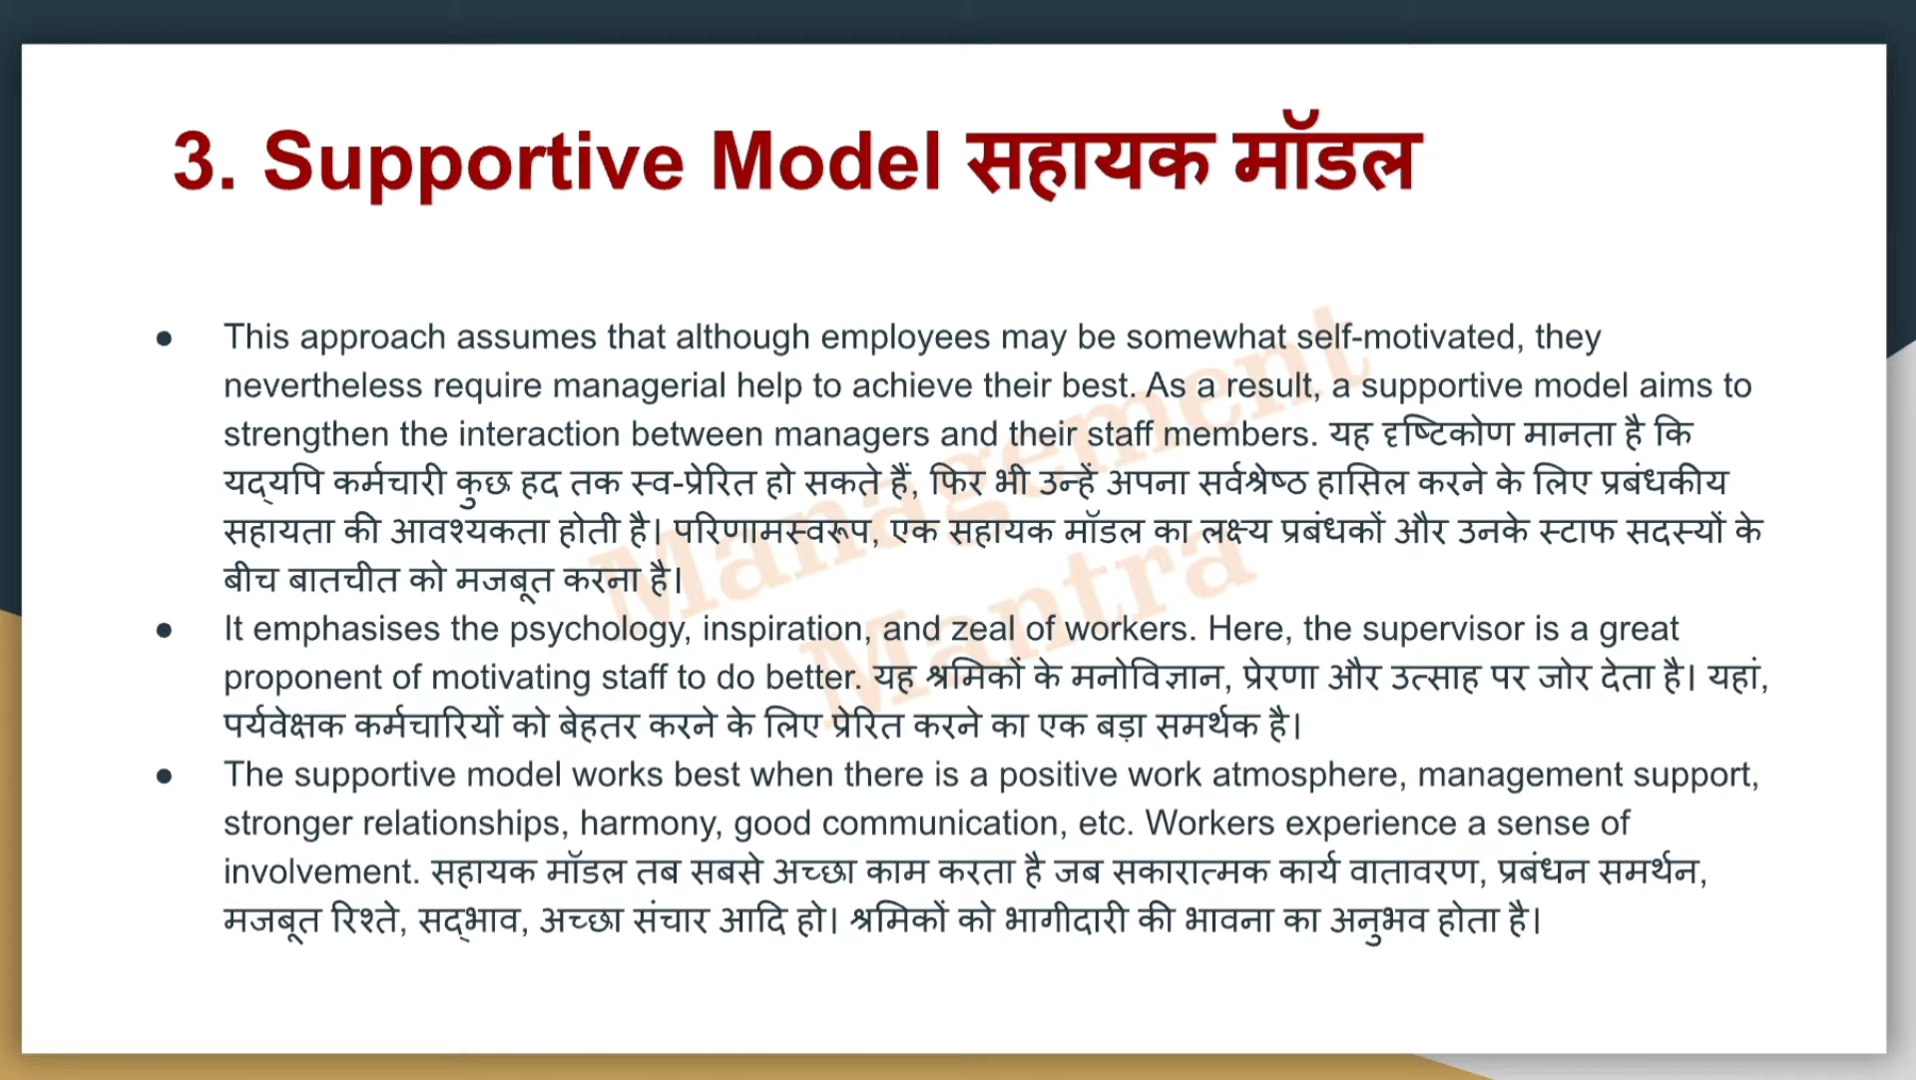 3. Supportive Model सहायक मॉडल
● This approach assumes that although employees may be somewhat self-motivated, they
nevertheless require managerial help to achieve their best. As a result, a supportive model aims to
strengthen the interaction between managers and their staff members. यह दृष्टिकोण मानता है कि
यद्यपि कर्मचारी कुछ हद तक स्व-प्रेरित हो सकते हैं, फिर भी उन्हें अपना सर्वश्रेष्ठ हासिल करने के लिए प्रबंधकीय
सहायता की आवश्यकता होती है। परिणामस्वरूप, एक सहायक मॉडल का लक्ष्य प्रबंधकों और उनके स्टाफ सदस्यों के
बीच बातचीत को मजबूत करना है।
● It emphasises the psychology, inspiration, and zeal of workers. Here, the supervisor is a great
proponent of motivating staff to do better. यह श्रमिकों के मनोविज्ञान, प्रेरणा और उत्साह पर जोर देता है। यहां,
पर्यवेक्षक कर्मचारियों को बेहतर करने के लिए प्रेरित करने का एक बड़ा समर्थक है।
● The supportive model works best when there is a positive work atmosphere, management support,
stronger relationships, harmony, good communication, etc. Workers experience a sense of
involvement. सहायक मॉडल तब सबसे अच्छा काम करता है जब सकारात्मक कार्य वातावरण, प्रबंधन समर्थन,
मजबूत रिश्ते, सद्भाव, अच्छा संचार आदि हो। श्रमिकों को भागीदारी की भावना का अनुभव होता है।
Management
Mantra